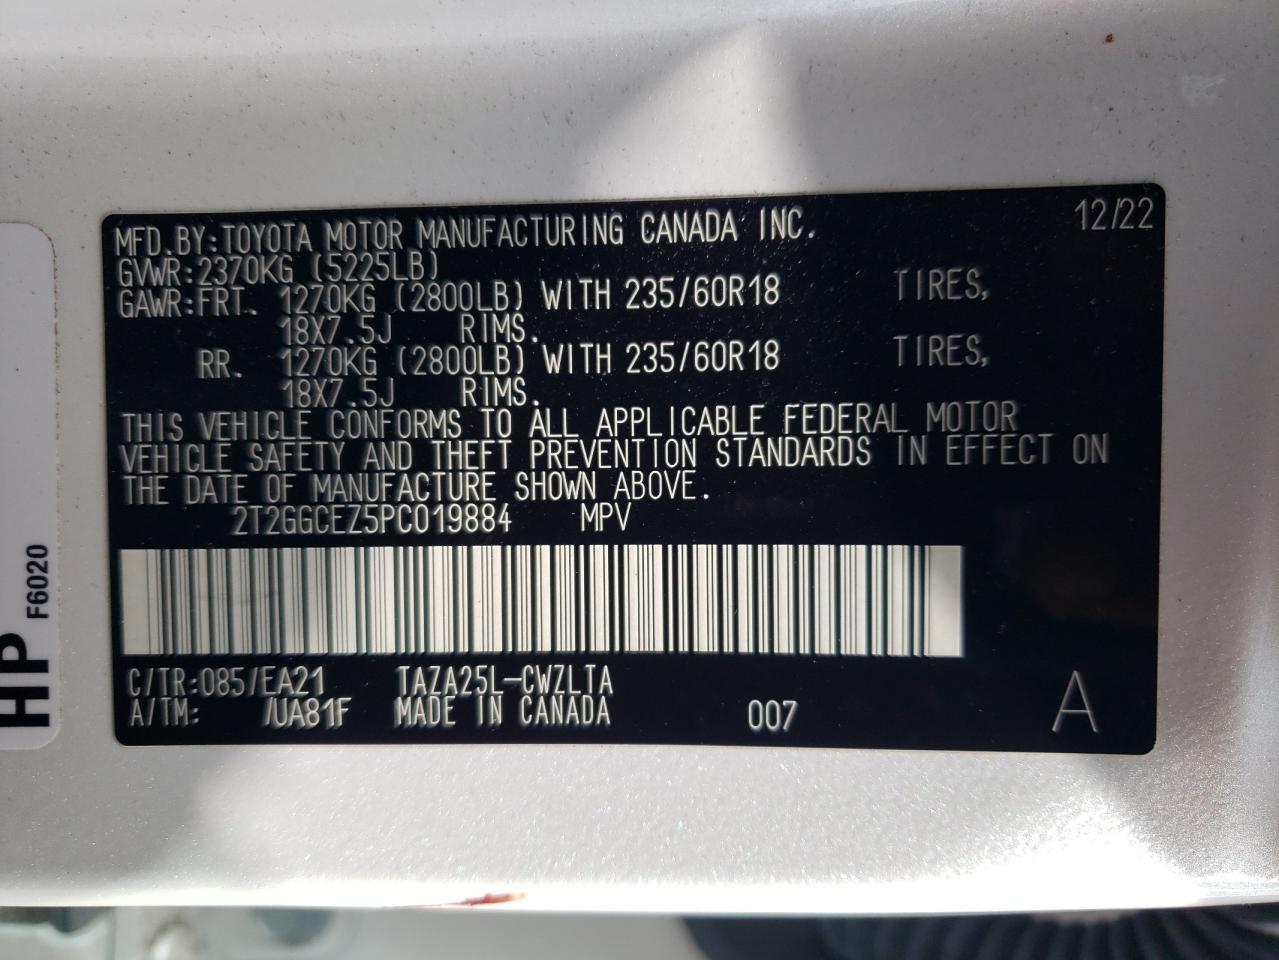 MFD.BY:TOYOTA MOTOR MANUFACTURING CANADA INC. 12/22
GVWR:2370KG (5225LB)
GAWR:FRT. 1270KG (2800LB) WITH 235/60R18 TIRES,
18X7.5J RIMS.
RR. 1270KG (2800LB) WITH 235/60R18 TIRES,
18X7.5J RIMS.
THIS VEHICLE CONFORMS TO ALL APPLICABLE FEDERAL MOTOR
VEHICLE SAFETY AND THEFT PREVENTION STANDARDS IN EFFECT ON
THE DATE OF MANUFACTURE SHOWN ABOVE.
2T2GGCEZ5PC019884 MPV
C/TR:085/EA21 TAZA25L-CWZLTA
A/TM: /UA81F MADE IN CANADA 007 A
HP
F6020